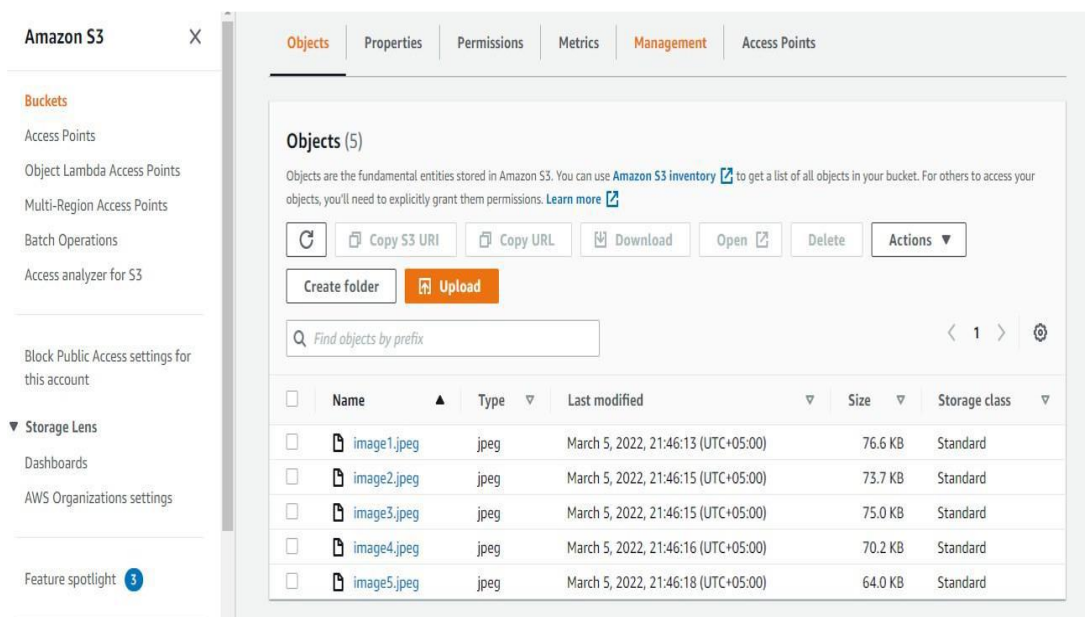 Amazon S3
Buckets
Access Points
Object Lambda Access Points
Multi-Region Access Points
Batch Operations
Access analyzer for S3
Block Public Access settings for
this account
Storage Lens
Dashboards
AWS Organizations settings
Feature spotlight 3
Objects Properties Permissions Metrics Management Access Points
Objects (5)
Objects are the fundamental entities stored in Amazon S3. You can use Amazon S3 inventory to get a list of all objects in your bucket. For others to access your
objects, you'll need to explicitly grant them permissions. Learn more
Copy S3 URI Copy URL Download Open Delete Actions
Create folder Upload
Find objects by prefix 1
Name Type Last modified Size Storage class
image1.jpeg jpeg March 5, 2022, 21:46:13 (UTC+05:00) 76.6 KB Standard
image2.jpeg jpeg March 5, 2022, 21:46:15 (UTC+05:00) 73.7 KB Standard
image3.jpeg jpeg March 5, 2022, 21:46:15 (UTC+05:00) 75.0 KB Standard
image4.jpeg jpeg March 5, 2022, 21:46:16 (UTC+05:00) 70.2 KB Standard
image5.jpeg jpeg March 5, 2022, 21:46:18 (UTC+05:00) 64.0 KB Standard